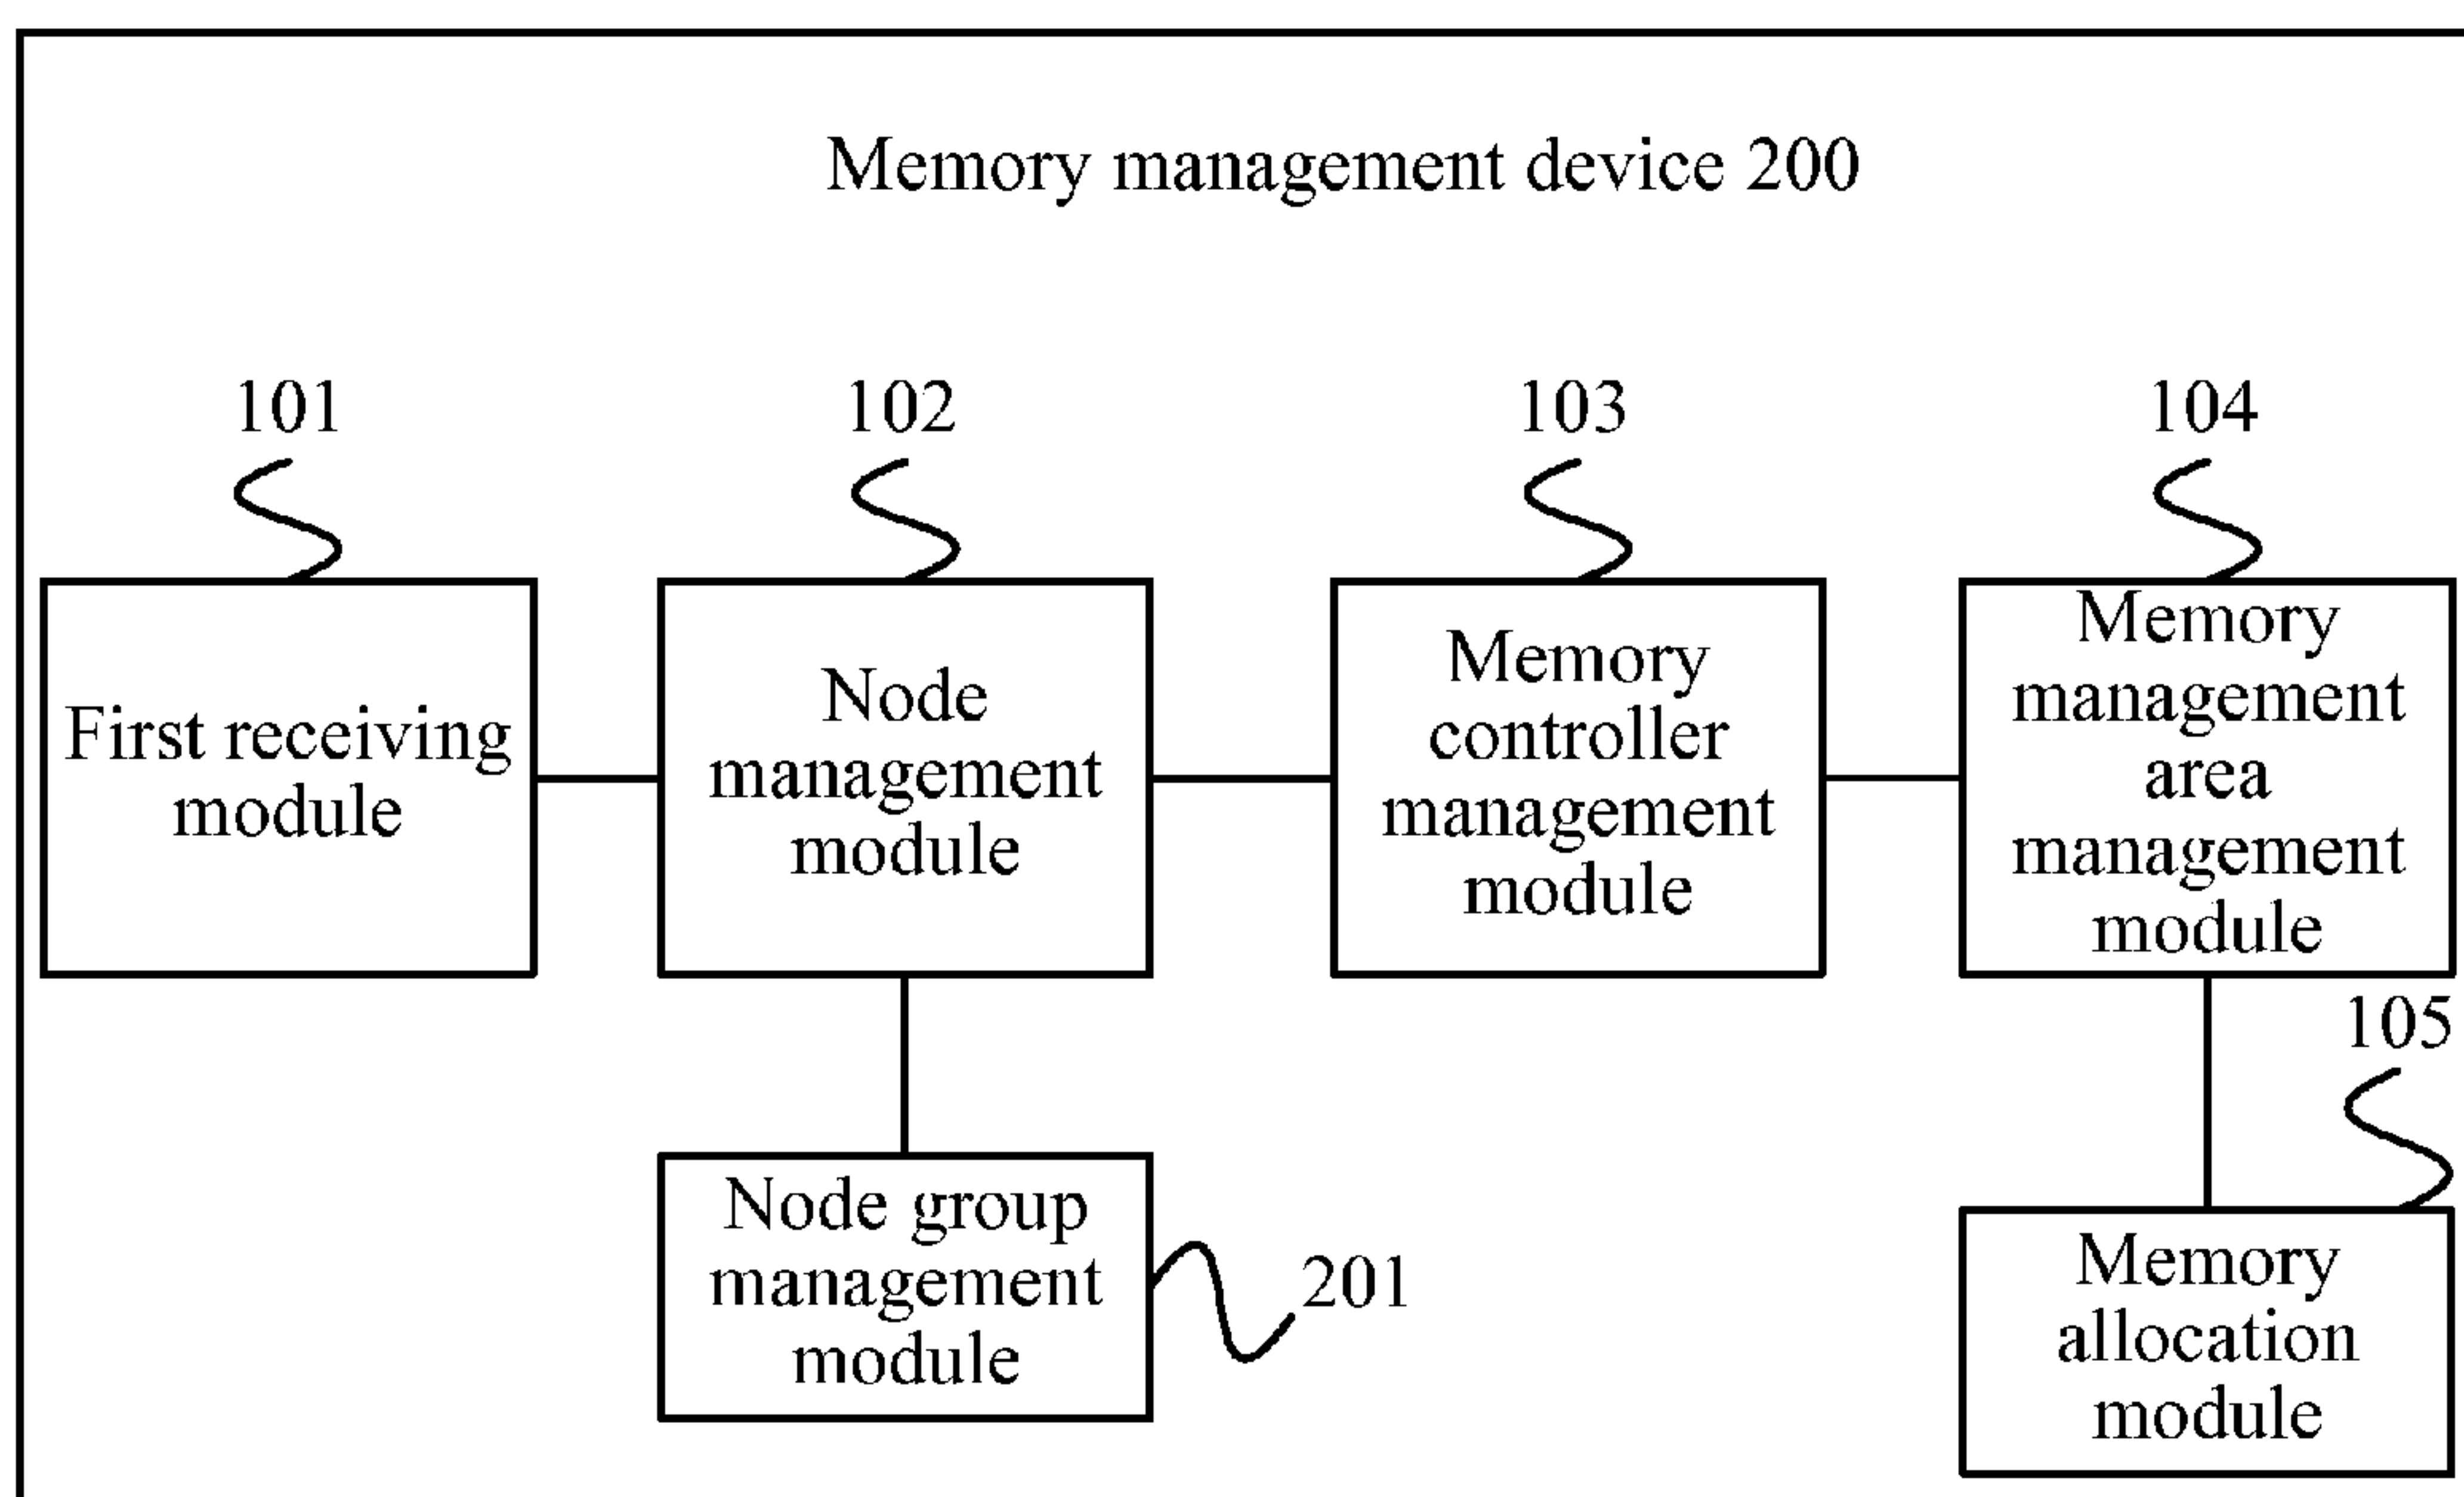 Memory management device 200
101
102
103
104
First receiving
module
Node
management
module
Memory
controller
management
module
Memory
management
area
management
module
105
Node group
management
module
201
Memory
allocation
module